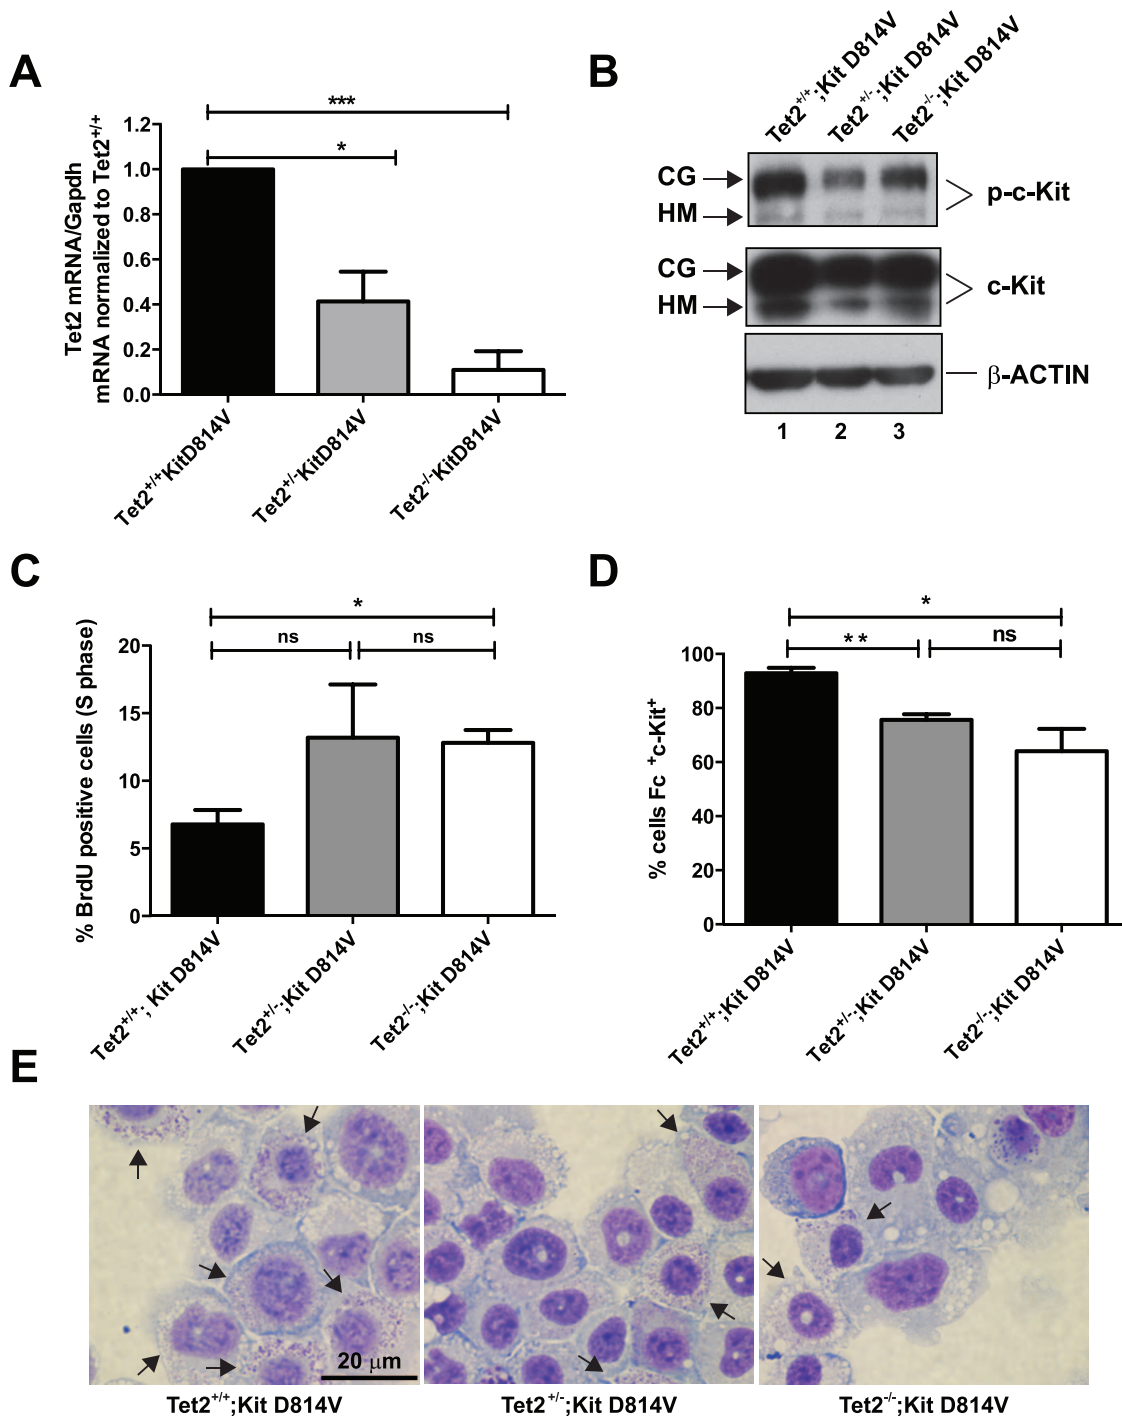 A
***
*
Tet2 mRNA/Gapdh
mRNA normalized to Tet2+/+
1.2
1.0
0.8
0.6
0.4
0.2
0.0
Tet2+/+KitD814V
Tet2+/-KitD814V
Tet2-/-KitD814V
B
Tet2+/+;Kit D814V
Tet2+/-;Kit D814V
Tet2-/-;Kit D814V
CG
HM
p-c-Kit
CG
HM
c-Kit
β-ACTIN
1 2 3
C
*
ns ns
% BrdU positive cells (S phase)
20
15
10
5
0
Tet2+/+; Kit D814V
Tet2+/-;Kit D814V
Tet2-/-;Kit D814V
D
*
** ns
% cells Fc +c-Kit+
100
80
60
40
20
0
Tet2+/+;Kit D814V
Tet2+/-;Kit D814V
Tet2-/-;Kit D814V
E
20 μm
Tet2+/+;Kit D814V
Tet2+/-;Kit D814V
Tet2-/-;Kit D814V